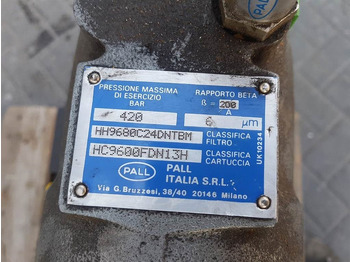 PALL
PRESSIONE MASSIMA RAPPORTO BETA
DI ESERCIZIO ß = 200
BAR A
420 6 µm
HH9680C24DNTBM CLASSIFICA
FILTRO
HC9600FDN13H CLASSIFICA
CARTUCCIA
UK10234
PALL PALL
ITALIA S.R.L.
Via G. Bruzzesi, 38/40 20146 Milano